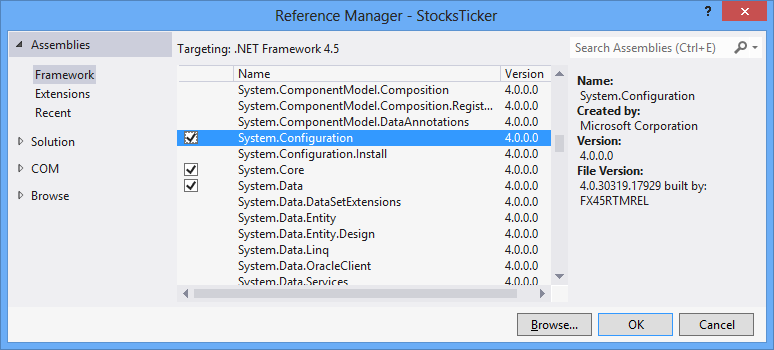 Reference Manager - StocksTicker
?
Assemblies
Framework
Extensions
Recent
Solution
COM
Browse
Targeting: .NET Framework 4.5
Name Version
System.ComponentModel.Composition 4.0.0.0
System.ComponentModel.Composition.Regist... 4.0.0.0
System.ComponentModel.DataAnnotations 4.0.0.0
System.Configuration 4.0.0.0
System.Configuration.Install 4.0.0.0
System.Core 4.0.0.0
System.Data 4.0.0.0
System.Data.DataSetExtensions 4.0.0.0
System.Data.Entity 4.0.0.0
System.Data.Entity.Design 4.0.0.0
System.Data.Linq 4.0.0.0
System.Data.OracleClient 4.0.0.0
System.Data.Services 4.0.0.0
Search Assemblies (Ctrl+E)
Name:
System.Configuration
Created by:
Microsoft Corporation
Version:
4.0.0.0
File Version:
4.0.30319.17929 built by:
FX45RTMREL
Browse... OK Cancel